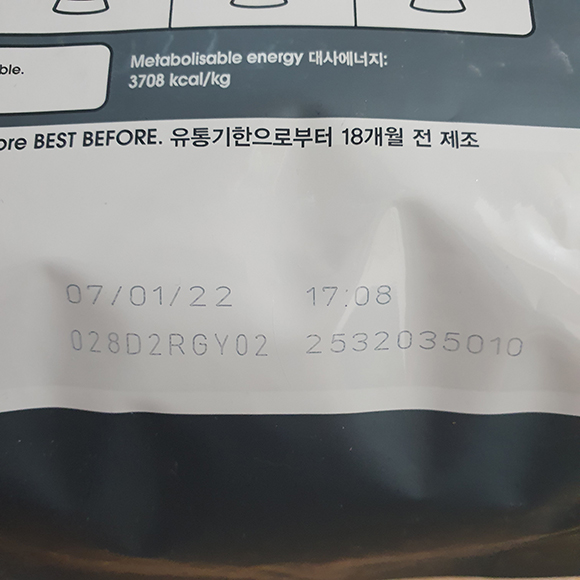 ble.
Metabolisable energy 대사에너지:
3708 kcal/kg
ore BEST BEFORE. 유통기한으로부터 18개월 전 제조
07/01/22 17:08
028D2RGY02 2532035010